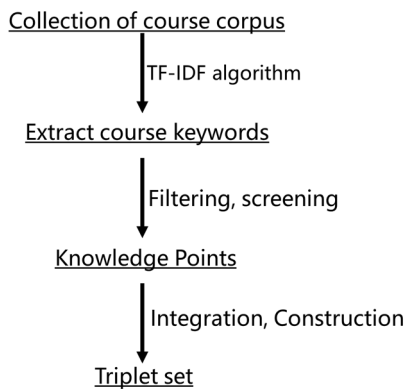 Collection of course corpus
TF-IDF algorithm
Extract course keywords
Filtering, screening
Knowledge Points
Integration, Construction
Triplet set